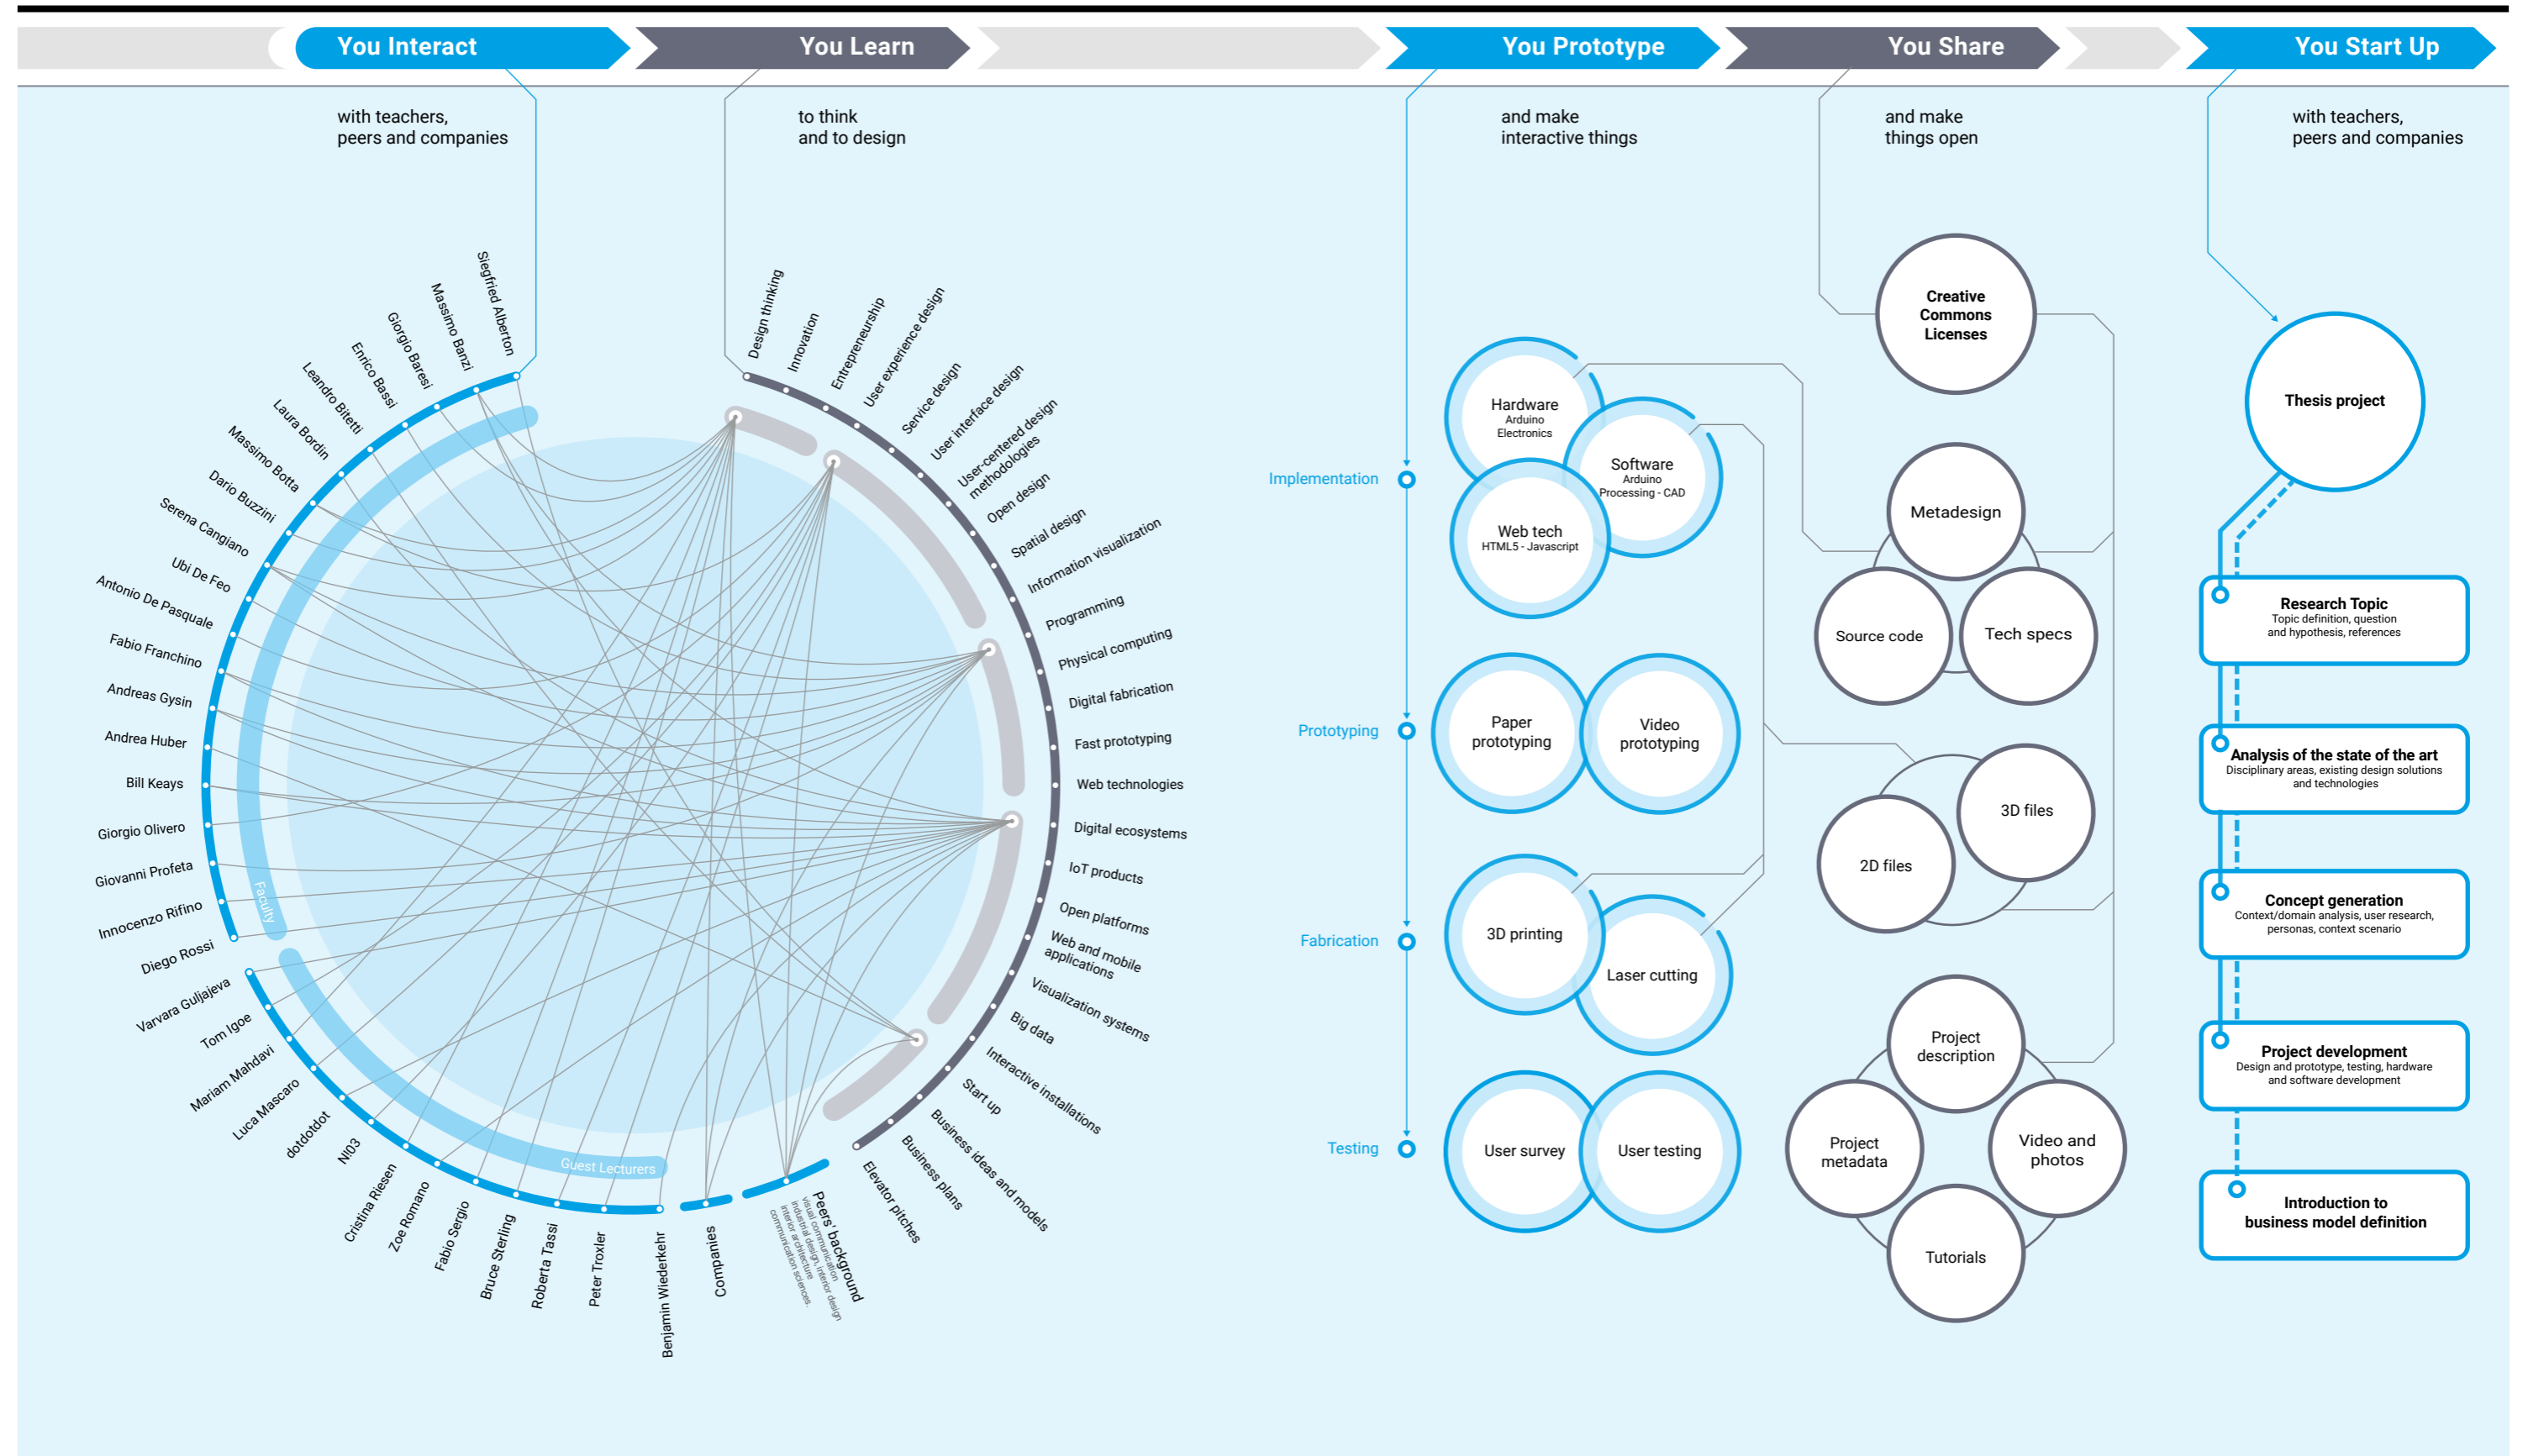 You Interact
You Learn
You Prototype
You Share
You Start Up
with teachers,
peers and companies
to think
and to design
and make
interactive things
and make
things open
with teachers,
peers and companies
Siegfried Alberton
Massimo Banzi
Giorgio Baresi
Enrico Bassi
Leandro Bitetti
Laura Bordin
Massimo Botta
Dario Buzzini
Serena Cangiano
Ubi De Feo
Antonio De Pasquale
Fabio Franchino
Andreas Gysin
Andrea Huber
Bill Keays
Giorgio Olivero
Giovanni Profeta
Innocenzo Rifino
Diego Rossi
Faculty
Varvara Guljajeva
Tom Igoe
Mariam Mahdavi
Luca Mascaro
dotdotdot
NI03
Cristina Riesen
Zoe Romano
Fabio Sergio
Bruce Sterling
Roberta Tassi
Peter Troxler
Benjamin Wiederkehr
Guest Lecturers
Companies
Peers' background
visual communication
industrial design, interior design
interior architecture
communication sciences.
Design thinking
Innovation
Entrepreneurship
User experience design
Service design
User interface design
User-centered design
methodologies
Open design
Spatial design
Information visualization
Programming
Physical computing
Digital fabrication
Fast prototyping
Web technologies
Digital ecosystems
IoT products
Open platforms
Web and mobile
applications
Visualization systems
Big data
Interactive installations
Start up
Business ideas and models
Business plans
Elevator pitches
Implementation
Hardware
Arduino
Electronics
Software
Arduino
Processing - CAD
Web tech
HTML5 - Javascript
Prototyping
Paper
prototyping
Video
prototyping
Fabrication
3D printing
Laser cutting
Testing
User survey
User testing
Creative
Commons
Licenses
Metadesign
Source code
Tech specs
3D files
2D files
Project
description
Project
metadata
Video and
photos
Tutorials
Thesis project
Research Topic
Topic definition, question
and hypothesis, references
Analysis of the state of the art
Disciplinary areas, existing design solutions
and technologies
Concept generation
Context/domain analysis, user research,
personas, context scenario
Project development
Design and prototype, testing, hardware
and software development
Introduction to
business model definition